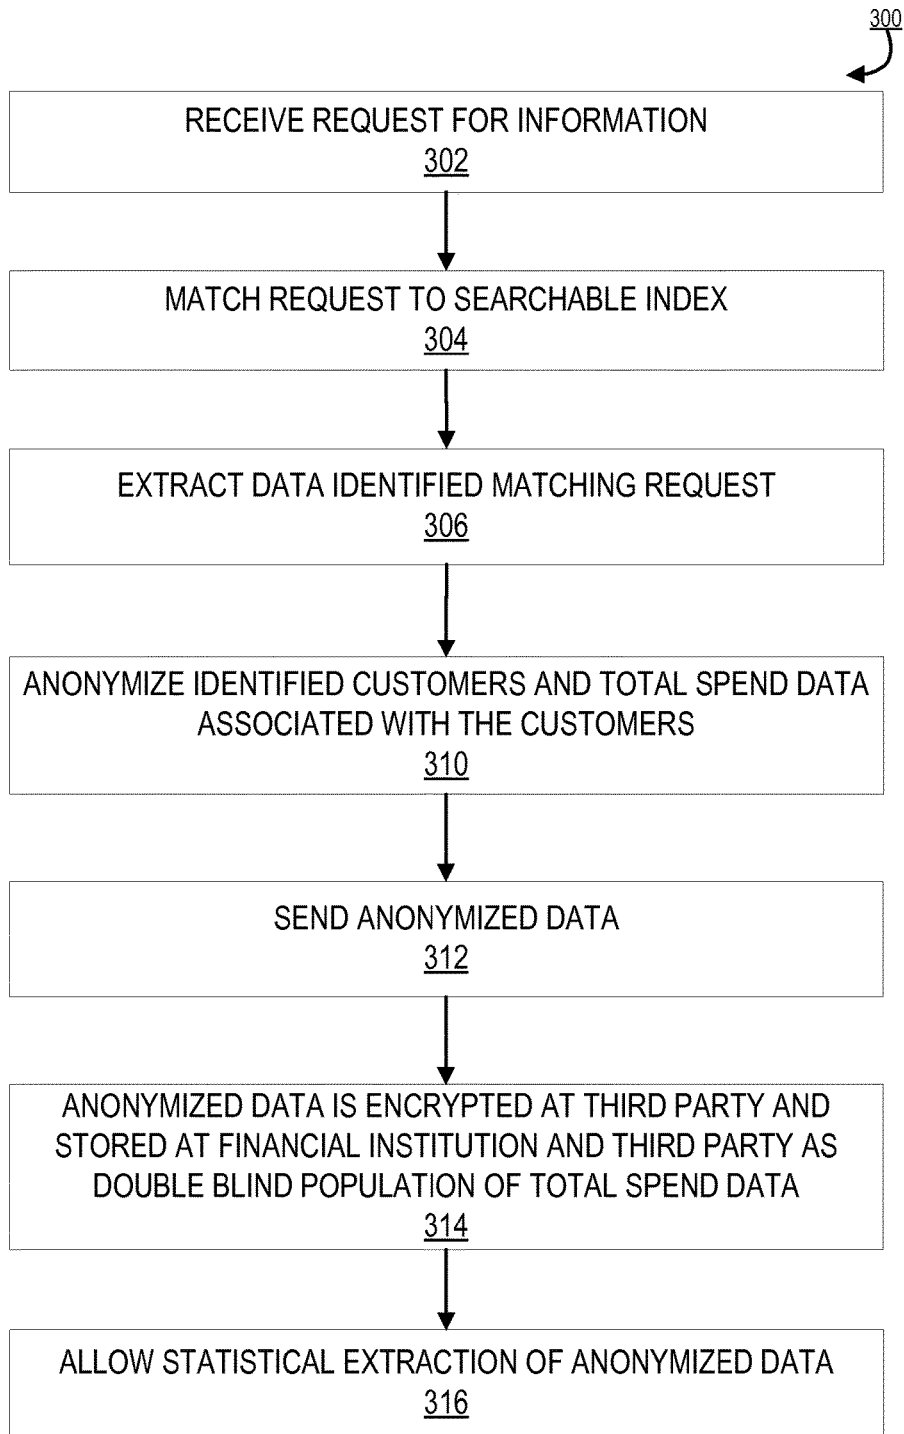 300
RECEIVE REQUEST FOR INFORMATION
302
MATCH REQUEST TO SEARCHABLE INDEX
304
EXTRACT DATA IDENTIFIED MATCHING REQUEST
306
ANONYMIZE IDENTIFIED CUSTOMERS AND TOTAL SPEND DATA
ASSOCIATED WITH THE CUSTOMERS
310
SEND ANONYMIZED DATA
312
ANONYMIZED DATA IS ENCRYPTED AT THIRD PARTY AND
STORED AT FINANCIAL INSTITUTION AND THIRD PARTY AS
DOUBLE BLIND POPULATION OF TOTAL SPEND DATA
314
ALLOW STATISTICAL EXTRACTION OF ANONYMIZED DATA
316